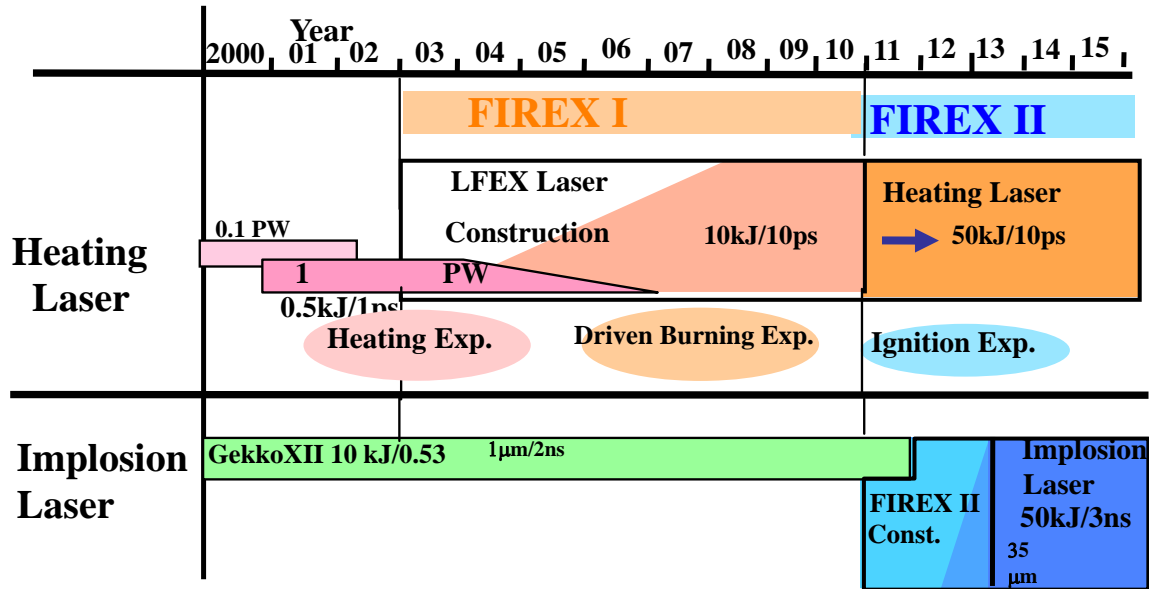 Year
2000 01 02 03 04 05 06 07 08 09 10 11 12 13 14 15
FIREX I
FIREX II
LFEX Laser
Construction
10kJ/10ps
Heating Laser
50kJ/10ps
Heating
Laser
0.1 PW
1 PW
0.5kJ/1ps
Heating Exp.
Driven Burning Exp.
Ignition Exp.
Implosion
Laser
GekkoXII 10 kJ/0.53 1μm/2ns
FIREX II
Const.
Implosion
Laser
50kJ/3ns
35
μm